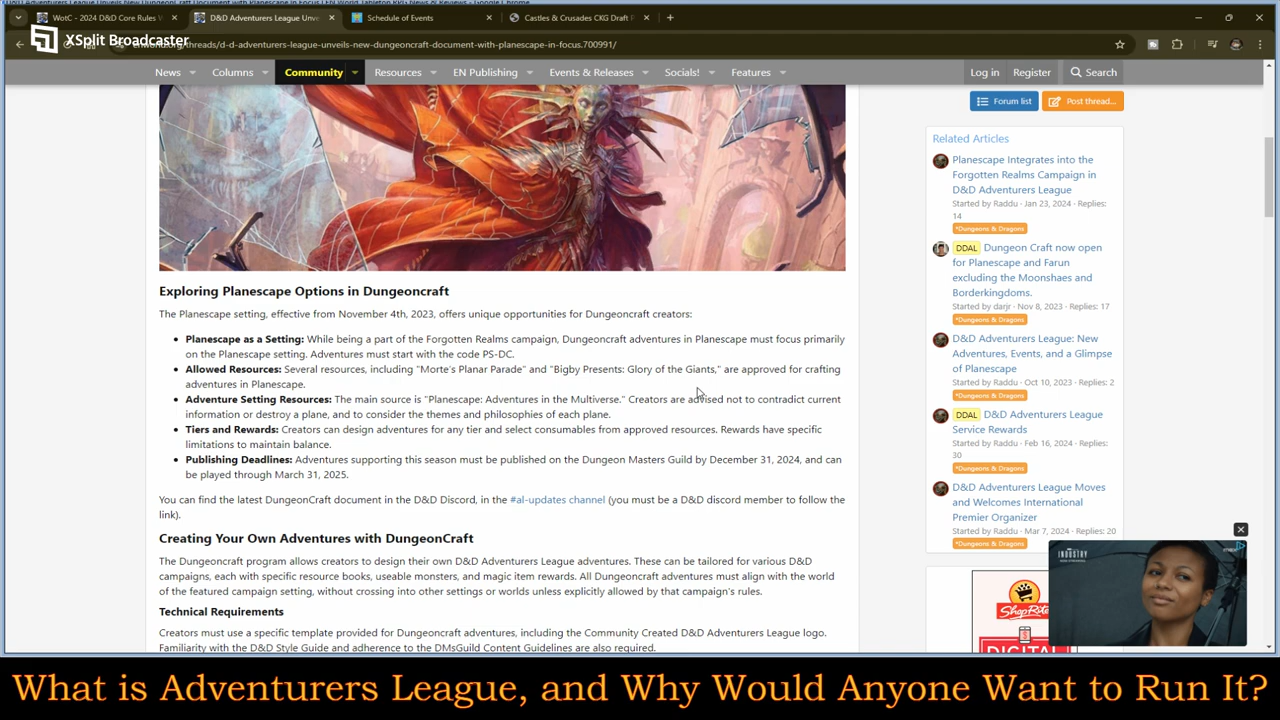 WotC - 2024 D&D Core Rules
D&D Adventurers League Unve
Schedule of Events
Castles & Crusades CKG Draft P
XSplit Broadcaster
/threads/d-d-adventurers-league-unveils-new-dungeoncraft-document-with-planescape-in-focus.700991/
News
Columns
Community
Resources
EN Publishing
Events & Releases
Socials!
Features
Log in
Register
Search
Forum list
Post thread...
Exploring Planescape Options in Dungeoncraft
The Planescape setting, effective from November 4th, 2023, offers unique opportunities for Dungeoncraft creators:
Planescape as a Setting: While being a part of the Forgotten Realms campaign, Dungeoncraft adventures in Planescape must focus primarily
on the Planescape setting. Adventures must start with the code PS-DC.
Allowed Resources: Several resources, including "Morte's Planar Parade" and "Bigby Presents: Glory of the Giants," are approved for crafting
adventures in Planescape.
Adventure Setting Resources: The main source is "Planescape: Adventures in the Multiverse." Creators are advised not to contradict current
information or destroy a plane, and to consider the themes and philosophies of each plane.
Tiers and Rewards: Creators can design adventures for any tier and select consumables from approved resources. Rewards have specific
limitations to maintain balance.
Publishing Deadlines: Adventures supporting this season must be published on the Dungeon Masters Guild by December 31, 2024, and can
be played through March 31, 2025.
You can find the latest DungeonCraft document in the D&D Discord, in the #al-updates channel (you must be a D&D discord member to follow the
link).
Creating Your Own Adventures with DungeonCraft
The Dungeoncraft program allows creators to design their own D&D Adventurers League adventures. These can be tailored for various D&D
campaigns, each with specific resource books, useable monsters, and magic item rewards. All Dungeoncraft adventures must align with the world
of the featured campaign setting, without crossing into other settings or worlds unless explicitly allowed by that campaign's rules.
Technical Requirements
Creators must use a specific template provided for Dungeoncraft adventures, including the Community Created D&D Adventurers League logo.
Familiarity with the D&D Style Guide and adherence to the DMsGuild Content Guidelines are also required.
Related Articles
Planescape Integrates into the
Forgotten Realms Campaign in
D&D Adventurers League
Started by Raddu · Jan 23, 2024 · Replies:
14
*Dungeons & Dragons
DDAL Dungeon Craft now open
for Planescape and Farun
excluding the Moonshaes and
Borderkingdoms.
Started by darjr · Nov 8, 2023 · Replies: 17
*Dungeons & Dragons
D&D Adventurers League: New
Adventures, Events, and a Glimpse
of Planescape
Started by Raddu · Oct 10, 2023 · Replies: 2
*Dungeons & Dragons
DDAL D&D Adventurers League
Service Rewards
Started by Raddu · Feb 16, 2024 · Replies:
30
*Dungeons & Dragons
D&D Adventurers League Moves
and Welcomes International
Premier Organizer
Started by Raddu · Mar 7, 2024 · Replies: 20
*Dungeons & Dragons
INDUSTRY
ShopRite
DIGITAL
What is Adventurers League, and Why Would Anyone Want to Run It?